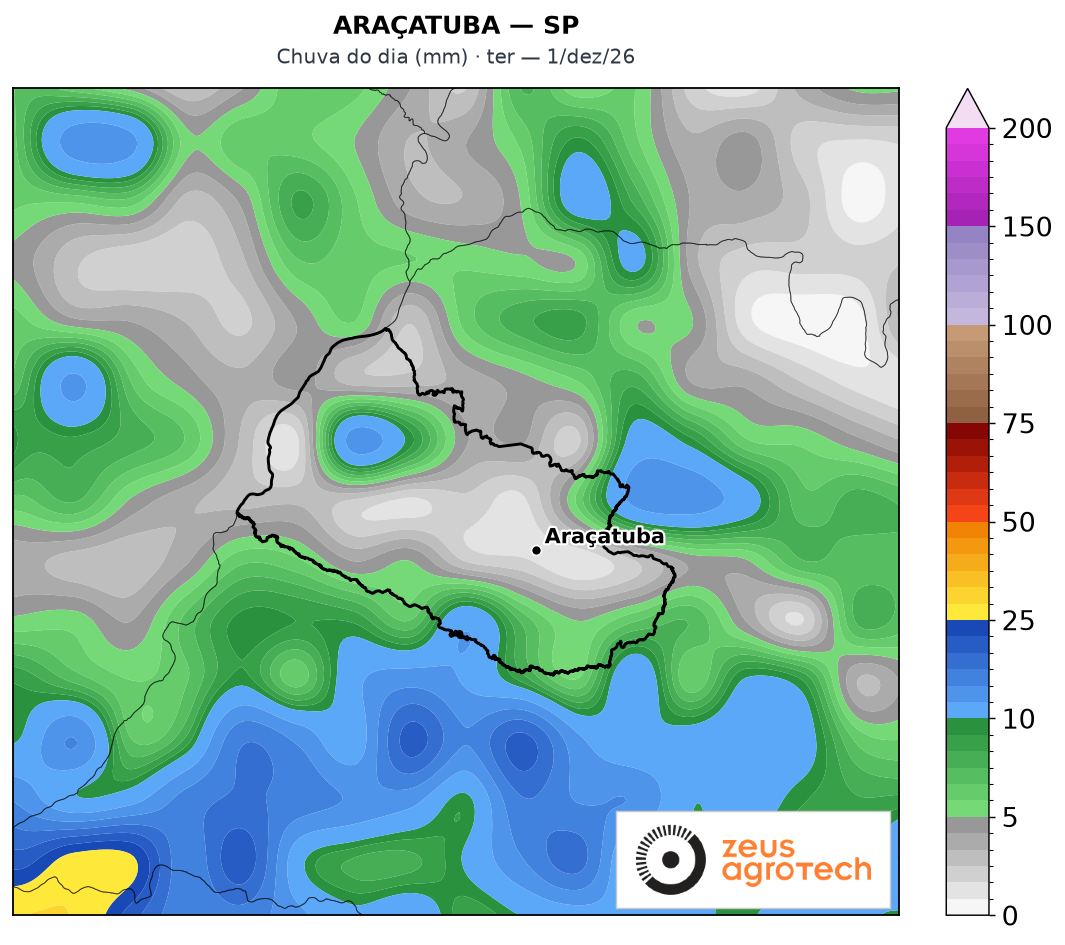 ARAÇATUBA — SP
Chuva do dia (mm) · ter — 1/dez/26
200
150
100
75
50
25
10
5
0
Araçatuba
zeus
agrotech